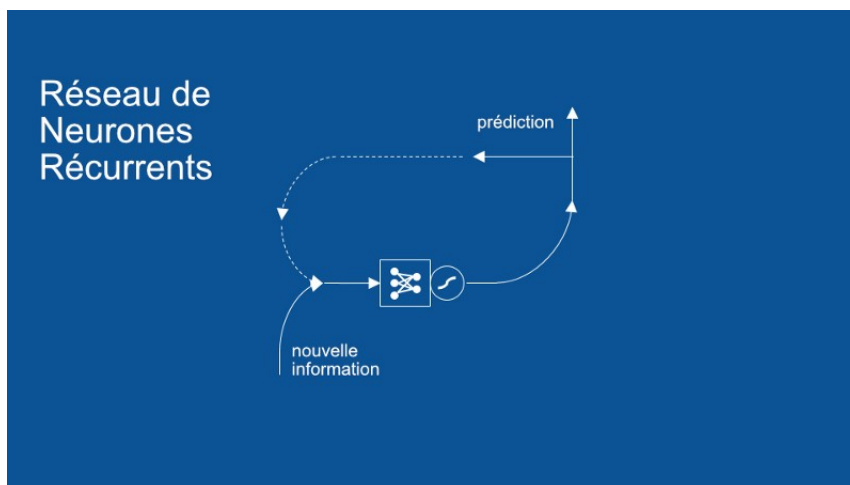 Réseau de
Neurones
Récurrents
prédiction
nouvelle
information